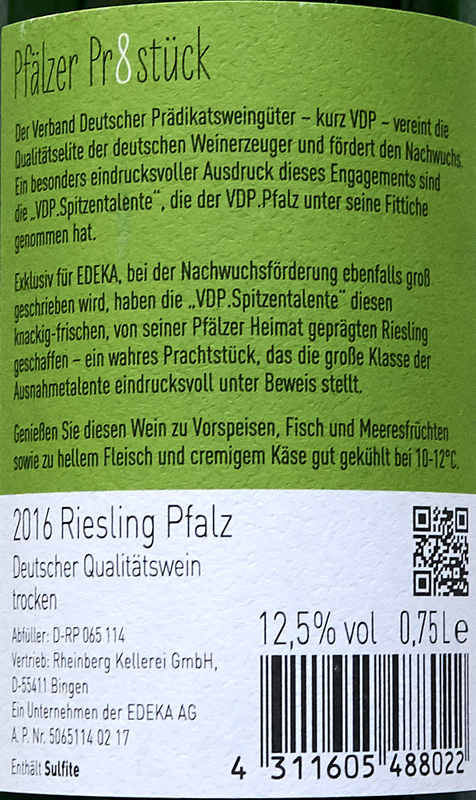 Pfälzer Pr8stück
Der Verband Deutscher Prädikatsweingüter – kurz VDP – vereint die
Qualitätselite der deutschen Weinerzeuger und fördert den Nachwuchs.
Ein besonders eindrucksvoller Ausdruck dieses Engagements sind
die „VDP.Spitzentalente“, die der VDP.Pfalz unter seine Fittiche
genommen hat.
Exklusiv für EDEKA, bei der Nachwuchsförderung ebenfalls groß
geschrieben wird, haben die „VDP.Spitzentalente“ diesen
knackig-frischen, von seiner Pfälzer Heimat geprägten Riesling
geschaffen – ein wahres Prachtstück, das die große Klasse der
Ausnahmetalente eindrucksvoll unter Beweis stellt.
Genießen Sie diesen Wein zu Vorspeisen, Fisch und Meeresfrüchten
sowie zu hellem Fleisch und cremigem Käse gut gekühlt bei 10-12°C.
2016 Riesling Pfalz
Deutscher Qualitätswein
trocken
Abfüller: D-RP 065 114
Vertrieb: Rheinberg Kellerei GmbH,
D-55411 Bingen
Ein Unternehmen der EDEKA AG
A. P. Nr. 5065114 02 17
Enthält Sulfite
12,5% vol 0,75 L e
4 311605 488022